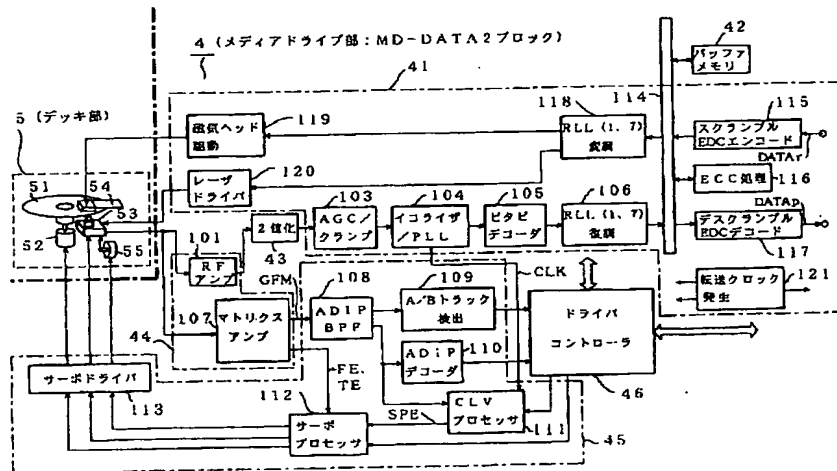 4 (メディアドライブ部:MD-DATA2ブロック)
41
42
バッファ
メモリ
5 (デッキ部)
51
54
53
52
55
119
磁気ヘッド
駆動
120
レーザ
ドライバ
118
RLL(1, 7)
変調
114
115
スクランブル
EDCエンコード
DATAr
ECC処理
116
DATAp
デスクランブル
EDCデコード
117
101
RF
アンプ
2値化
43
103
AGC/
クランプ
104
イコライザ
/PLL
105
ビタビ
デコーダ
106
RLL(1, 7)
復調
CLK
転送クロック
発生
121
107
マトリクス
アンプ
44
GFM
108
ADIP
BPF
109
A/Bトラック
検出
ADIP
デコーダ
110
ドライバ
コントローラ
46
FE,
TE
サーボドライバ
113
112
サーボ
プロセッサ
SPE
CLV
プロセッサ
111
45